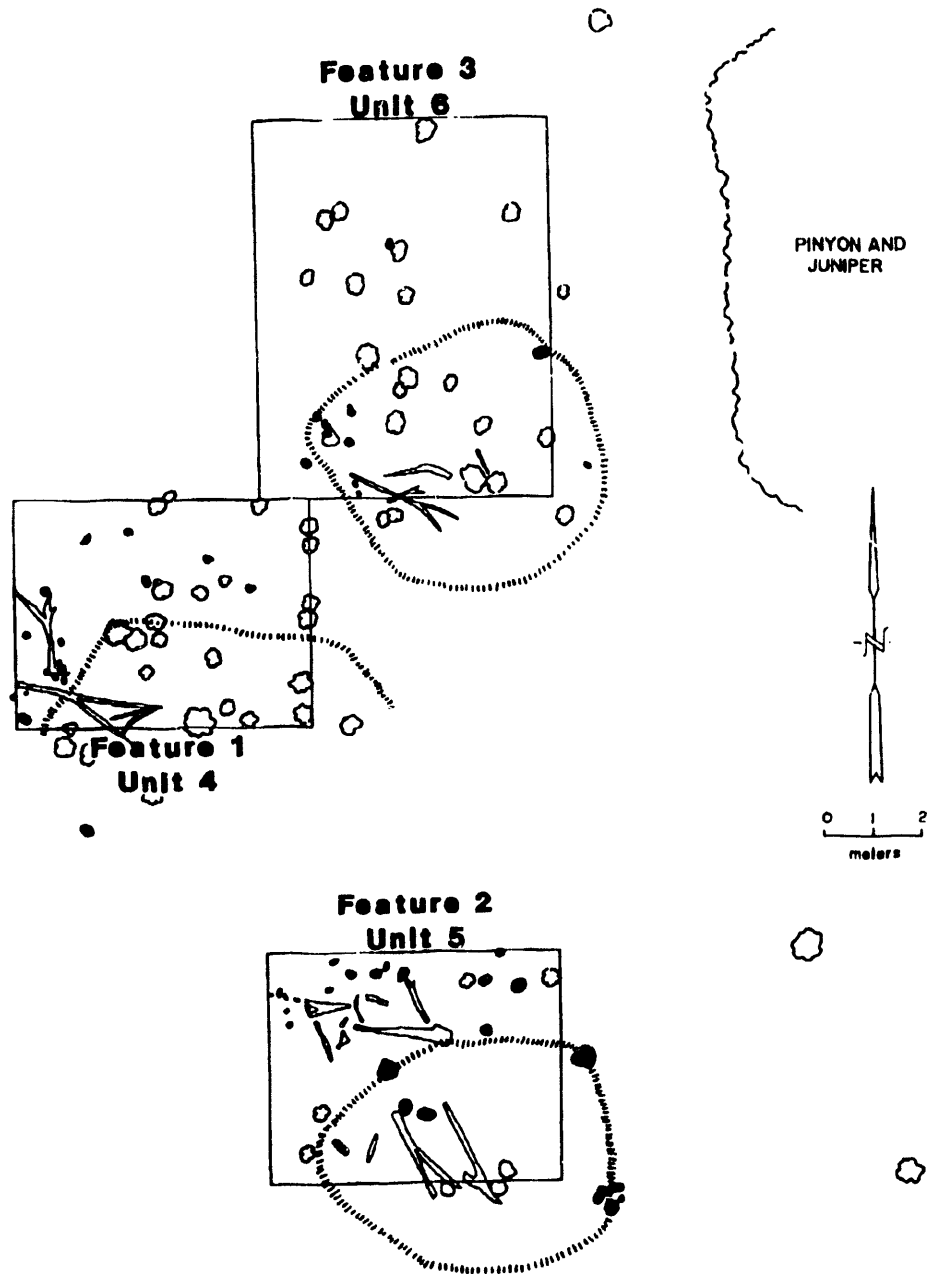 Feature 3
Unit 6
PINYON AND
JUNIPER
Feature 1
Unit 4
N
0 1 2
meters
Feature 2
Unit 5